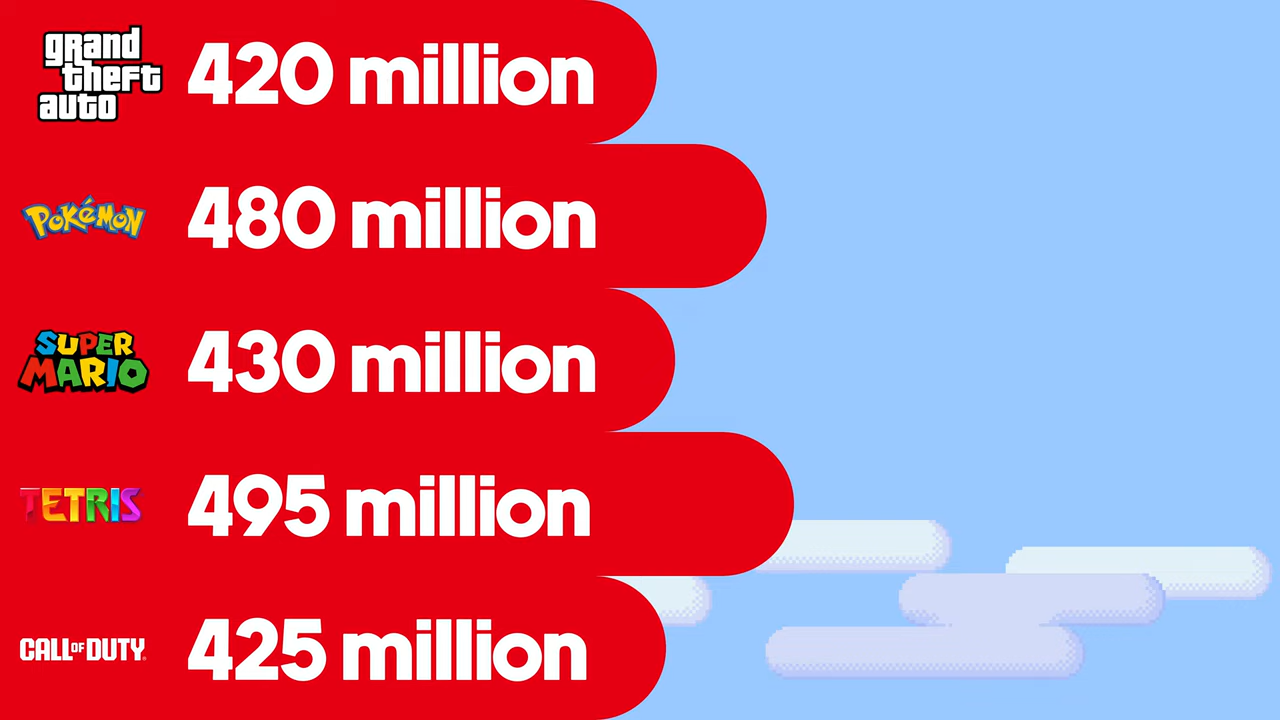 grand
theft
auto
420 million
Pokémon
480 million
SUPER
MARIO
430 million
TETRIS
495 million
CALL OF DUTY
425 million